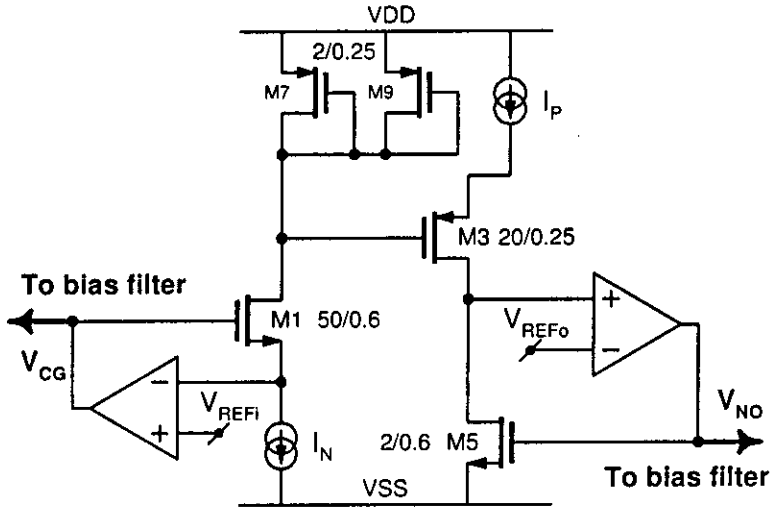 VDD
2/0.25
M7
M9
I_P
M3 20/0.25
To bias filter
M1 50/0.6
V_CG
−
+
V_REFi
I_N
V_REFo
+
−
V_NO
2/0.6 M5
To bias filter
VSS